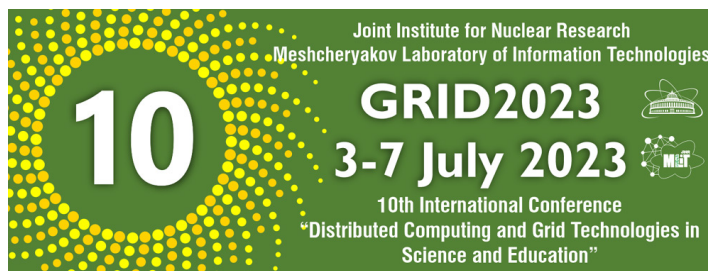 10
Joint Institute for Nuclear Research
Meshcheryakov Laboratory of Information Technologies
GRID2023
3-7 July 2023
MLIT
10th International Conference
“Distributed Computing and Grid Technologies in
Science and Education”